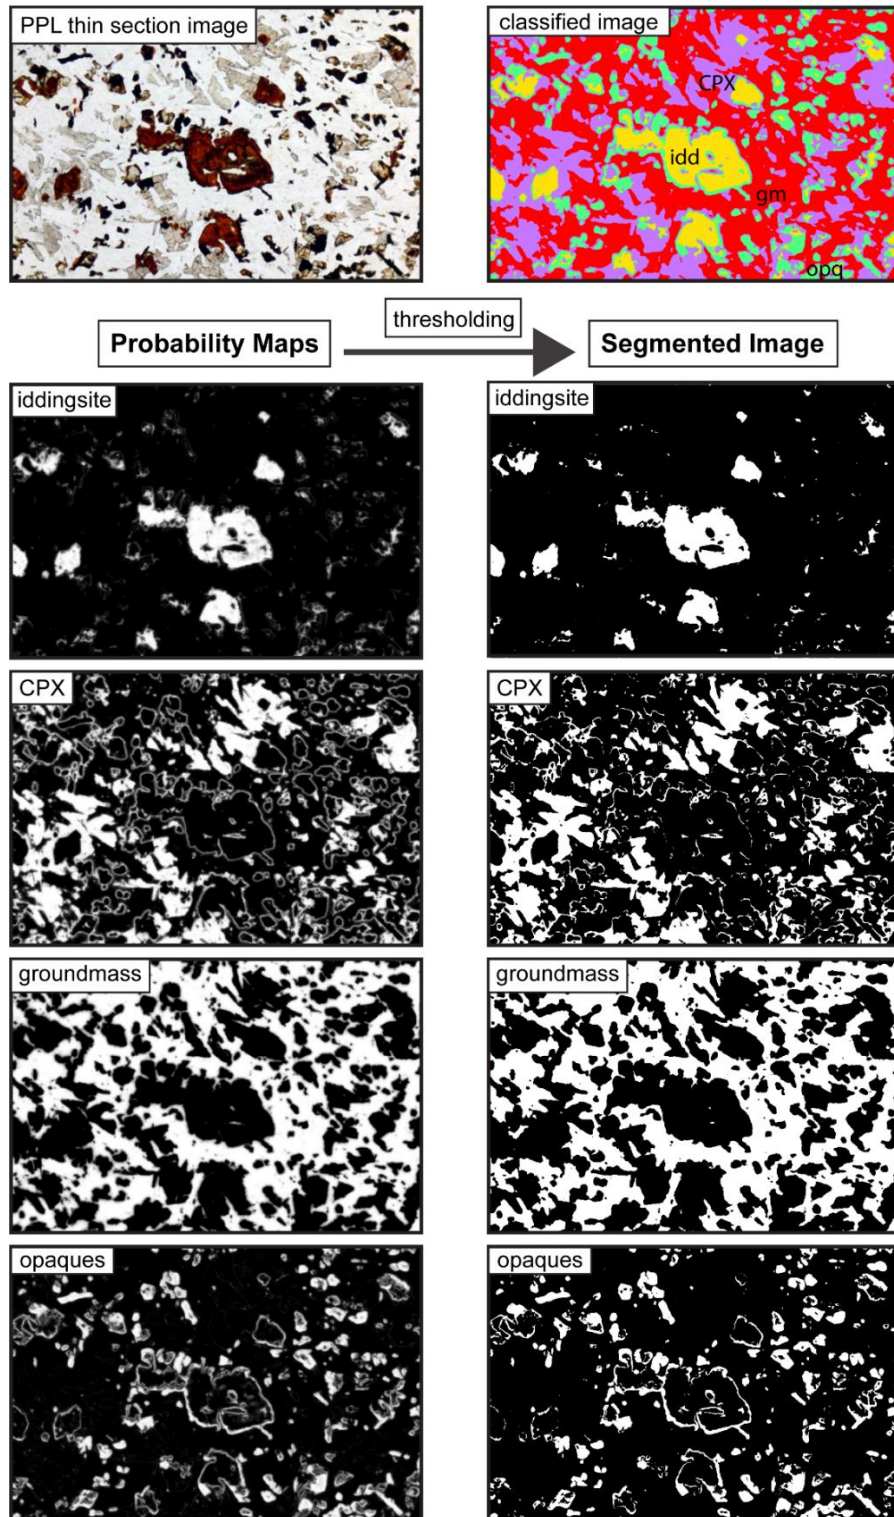 PPL thin section image
classified image
CPX
idd
gm
opq
thresholding
Probability Maps
Segmented Image
iddingsite
iddingsite
CPX
CPX
groundmass
groundmass
opaques
opaques